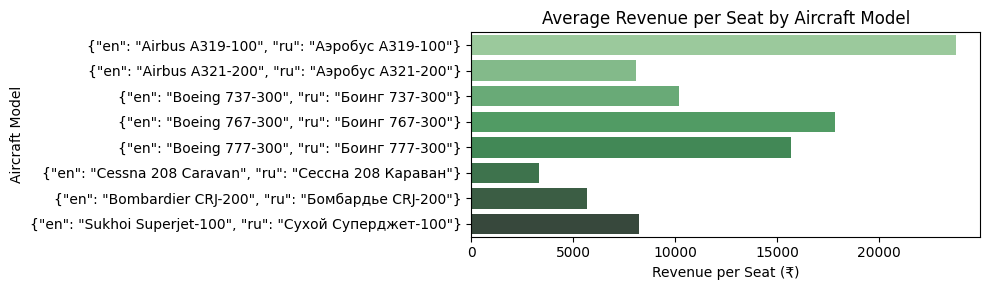 Average Revenue per Seat by Aircraft Model
Aircraft Model
{"en": "Airbus A319-100", "ru": "Аэробус A319-100"}
{"en": "Airbus A321-200", "ru": "Аэробус A321-200"}
{"en": "Boeing 737-300", "ru": "Боинг 737-300"}
{"en": "Boeing 767-300", "ru": "Боинг 767-300"}
{"en": "Boeing 777-300", "ru": "Боинг 777-300"}
{"en": "Cessna 208 Caravan", "ru": "Сессна 208 Караван"}
{"en": "Bombardier CRJ-200", "ru": "Бомбардье CRJ-200"}
{"en": "Sukhoi Superjet-100", "ru": "Сухой Суперджет-100"}
0 5000 10000 15000 20000
Revenue per Seat (₹)